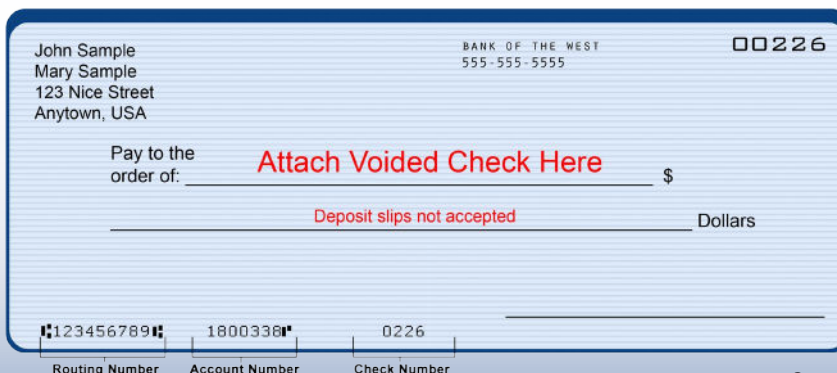 John Sample
Mary Sample
123 Nice Street
Anytown, USA
BANK OF THE WEST
555-555-5555
00226
Pay to the
order of:
Attach Voided Check Here
$
Deposit slips not accepted
Dollars
⑆123456789⑆ 1800338⑈ 0226
Routing Number Account Number Check Number